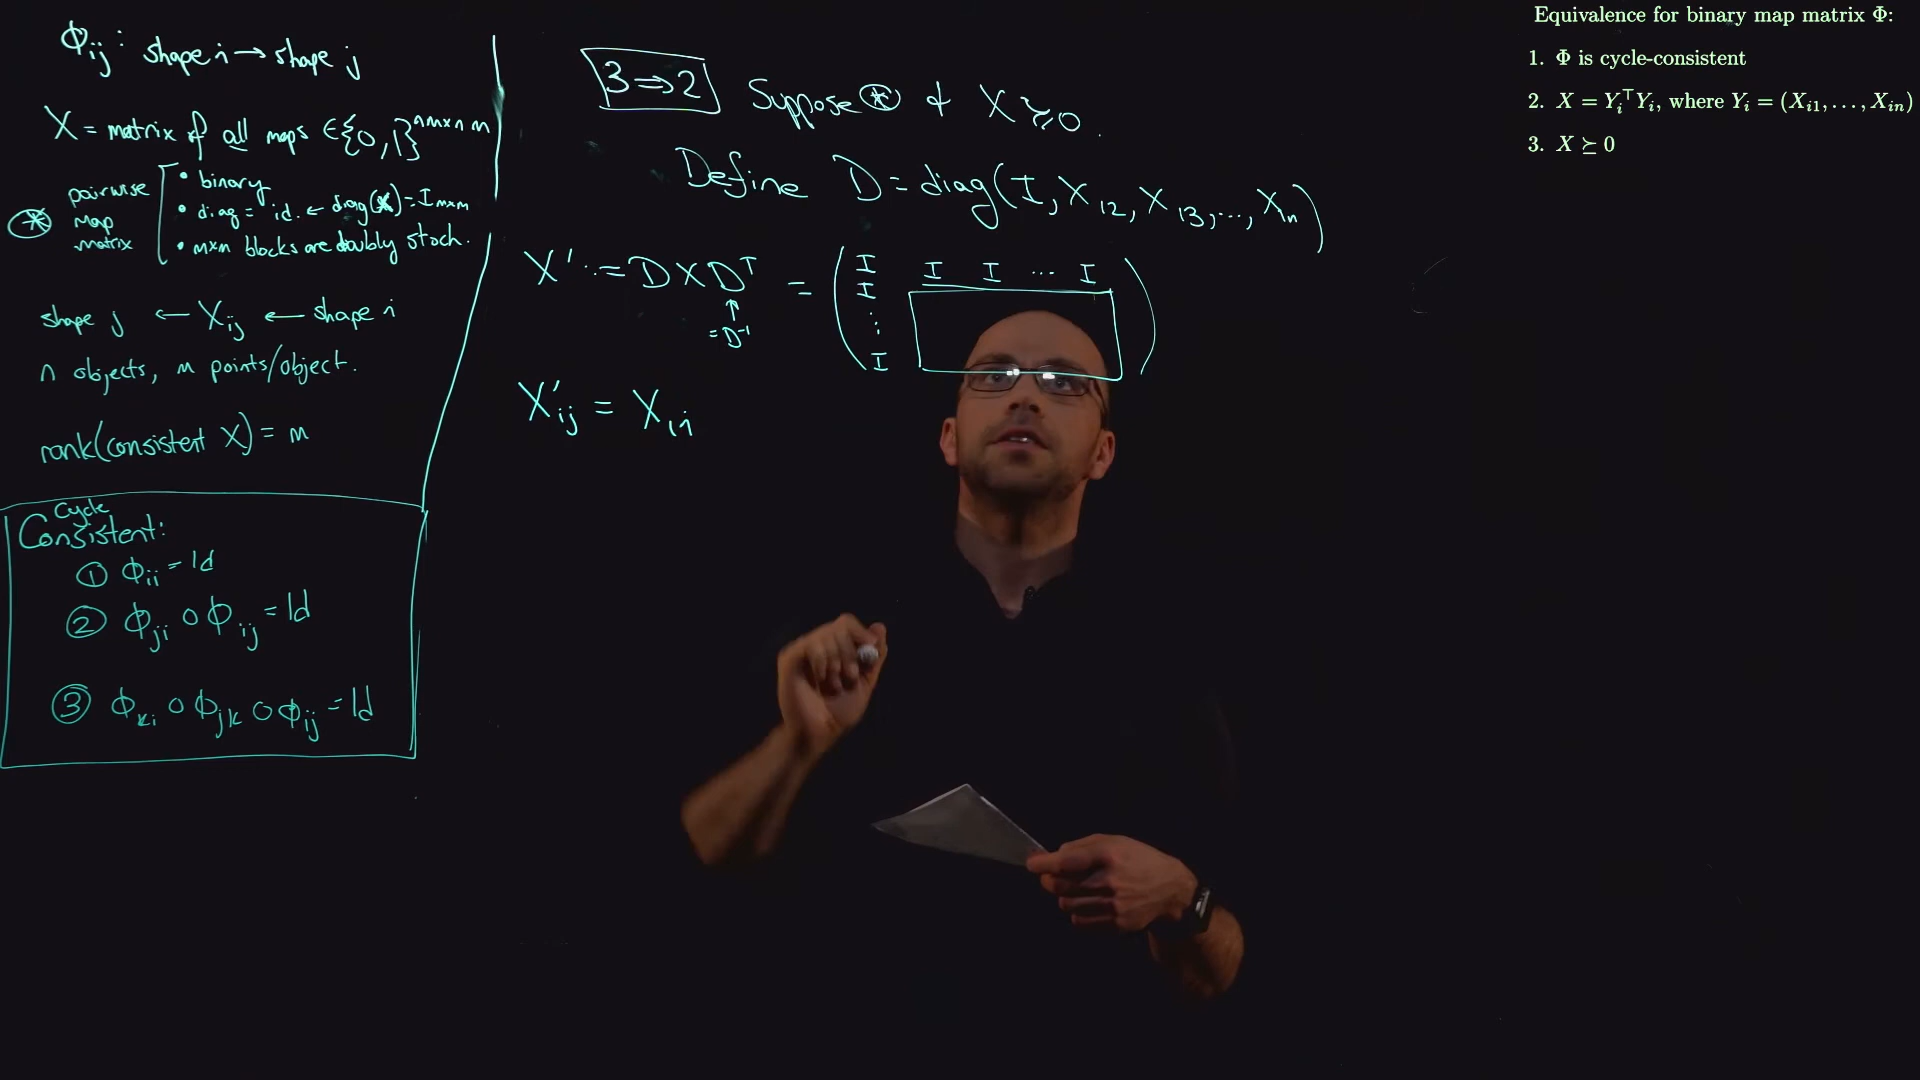 Φij : shape i → shape j
X = matrix of all maps ∈ {0,1}^{nm×nm}
⊛ pairwise map matrix
• binary
• diag = id. ← diag(X) = I m×m
• m×m blocks are doubly stoch.
shape j ← Xij ← shape i
n objects, m points/object.
rank(consistent X) = m
Cycle
Consistent:
① Φii = Id
② Φji ∘ Φij = Id
③ Φki ∘ Φjk ∘ Φij = Id
3 ⇒ 2 Suppose ⊛ & X ⪰ 0.
Define D = diag(I, X12, X13, ..., X1n)
X' := D X D^T = ( I I I ... I
↑ I
= D^-1 ⋮
I )
X'ij = X1i
Equivalence for binary map matrix Φ:
1. Φ is cycle-consistent
2. X = Yi^⊤ Yi, where Yi = (Xi1, . . . , Xin)
3. X ⪰ 0